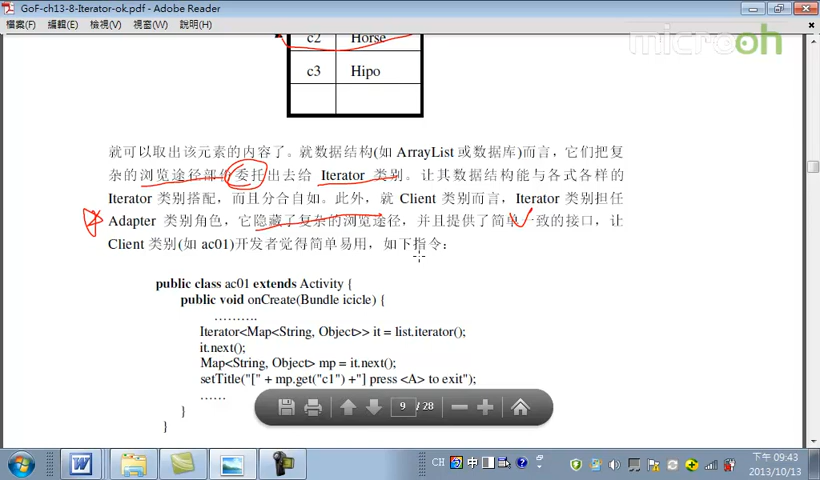 GoF-ch13-8-Iterator-ok.pdf - Adobe Reader
檔案(F) 編輯(E) 檢視(V) 視窗(W) 說明(H)
microoh
c2 Horse
c3 Hipo
就可以取出该元素的内容了。就数据结构(如 ArrayList 或数据库)而言，它们把复
杂的浏览途径部份委托出去给 Iterator 类别。让其数据结构能与各式各样的
Iterator 类别搭配，而且分合自如。此外，就 Client 类别而言，Iterator 类别担任
Adapter 类别角色，它隐藏了复杂的浏览途径，并且提供了简单一致的接口，让
Client 类别(如 ac01)开发者觉得简单易用，如下指令：
public class ac01 extends Activity {
public void onCreate(Bundle icicle) {
……….
Iterator<Map<String, Object>> it = list.iterator();
it.next();
Map<String, Object> mp = it.next();
setTitle("[" + mp.get("c1") +"] press <A> to exit");
……
}
}
9 / 28
CH 中
下午 09:43
2013/10/13